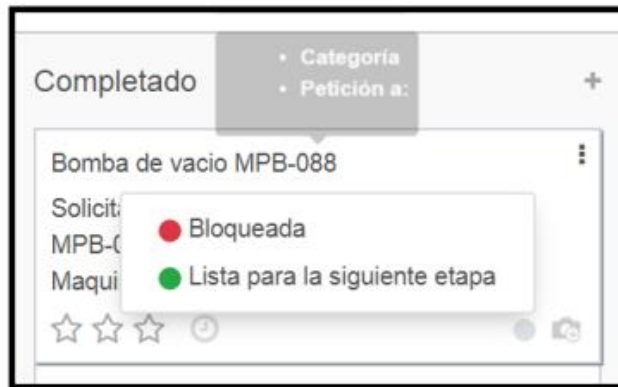 Categoría
Petición a:
Completado
Bomba de vacio MPB-088
Solicit
MPB-0
Maqui
Bloqueada
Lista para la siguiente etapa